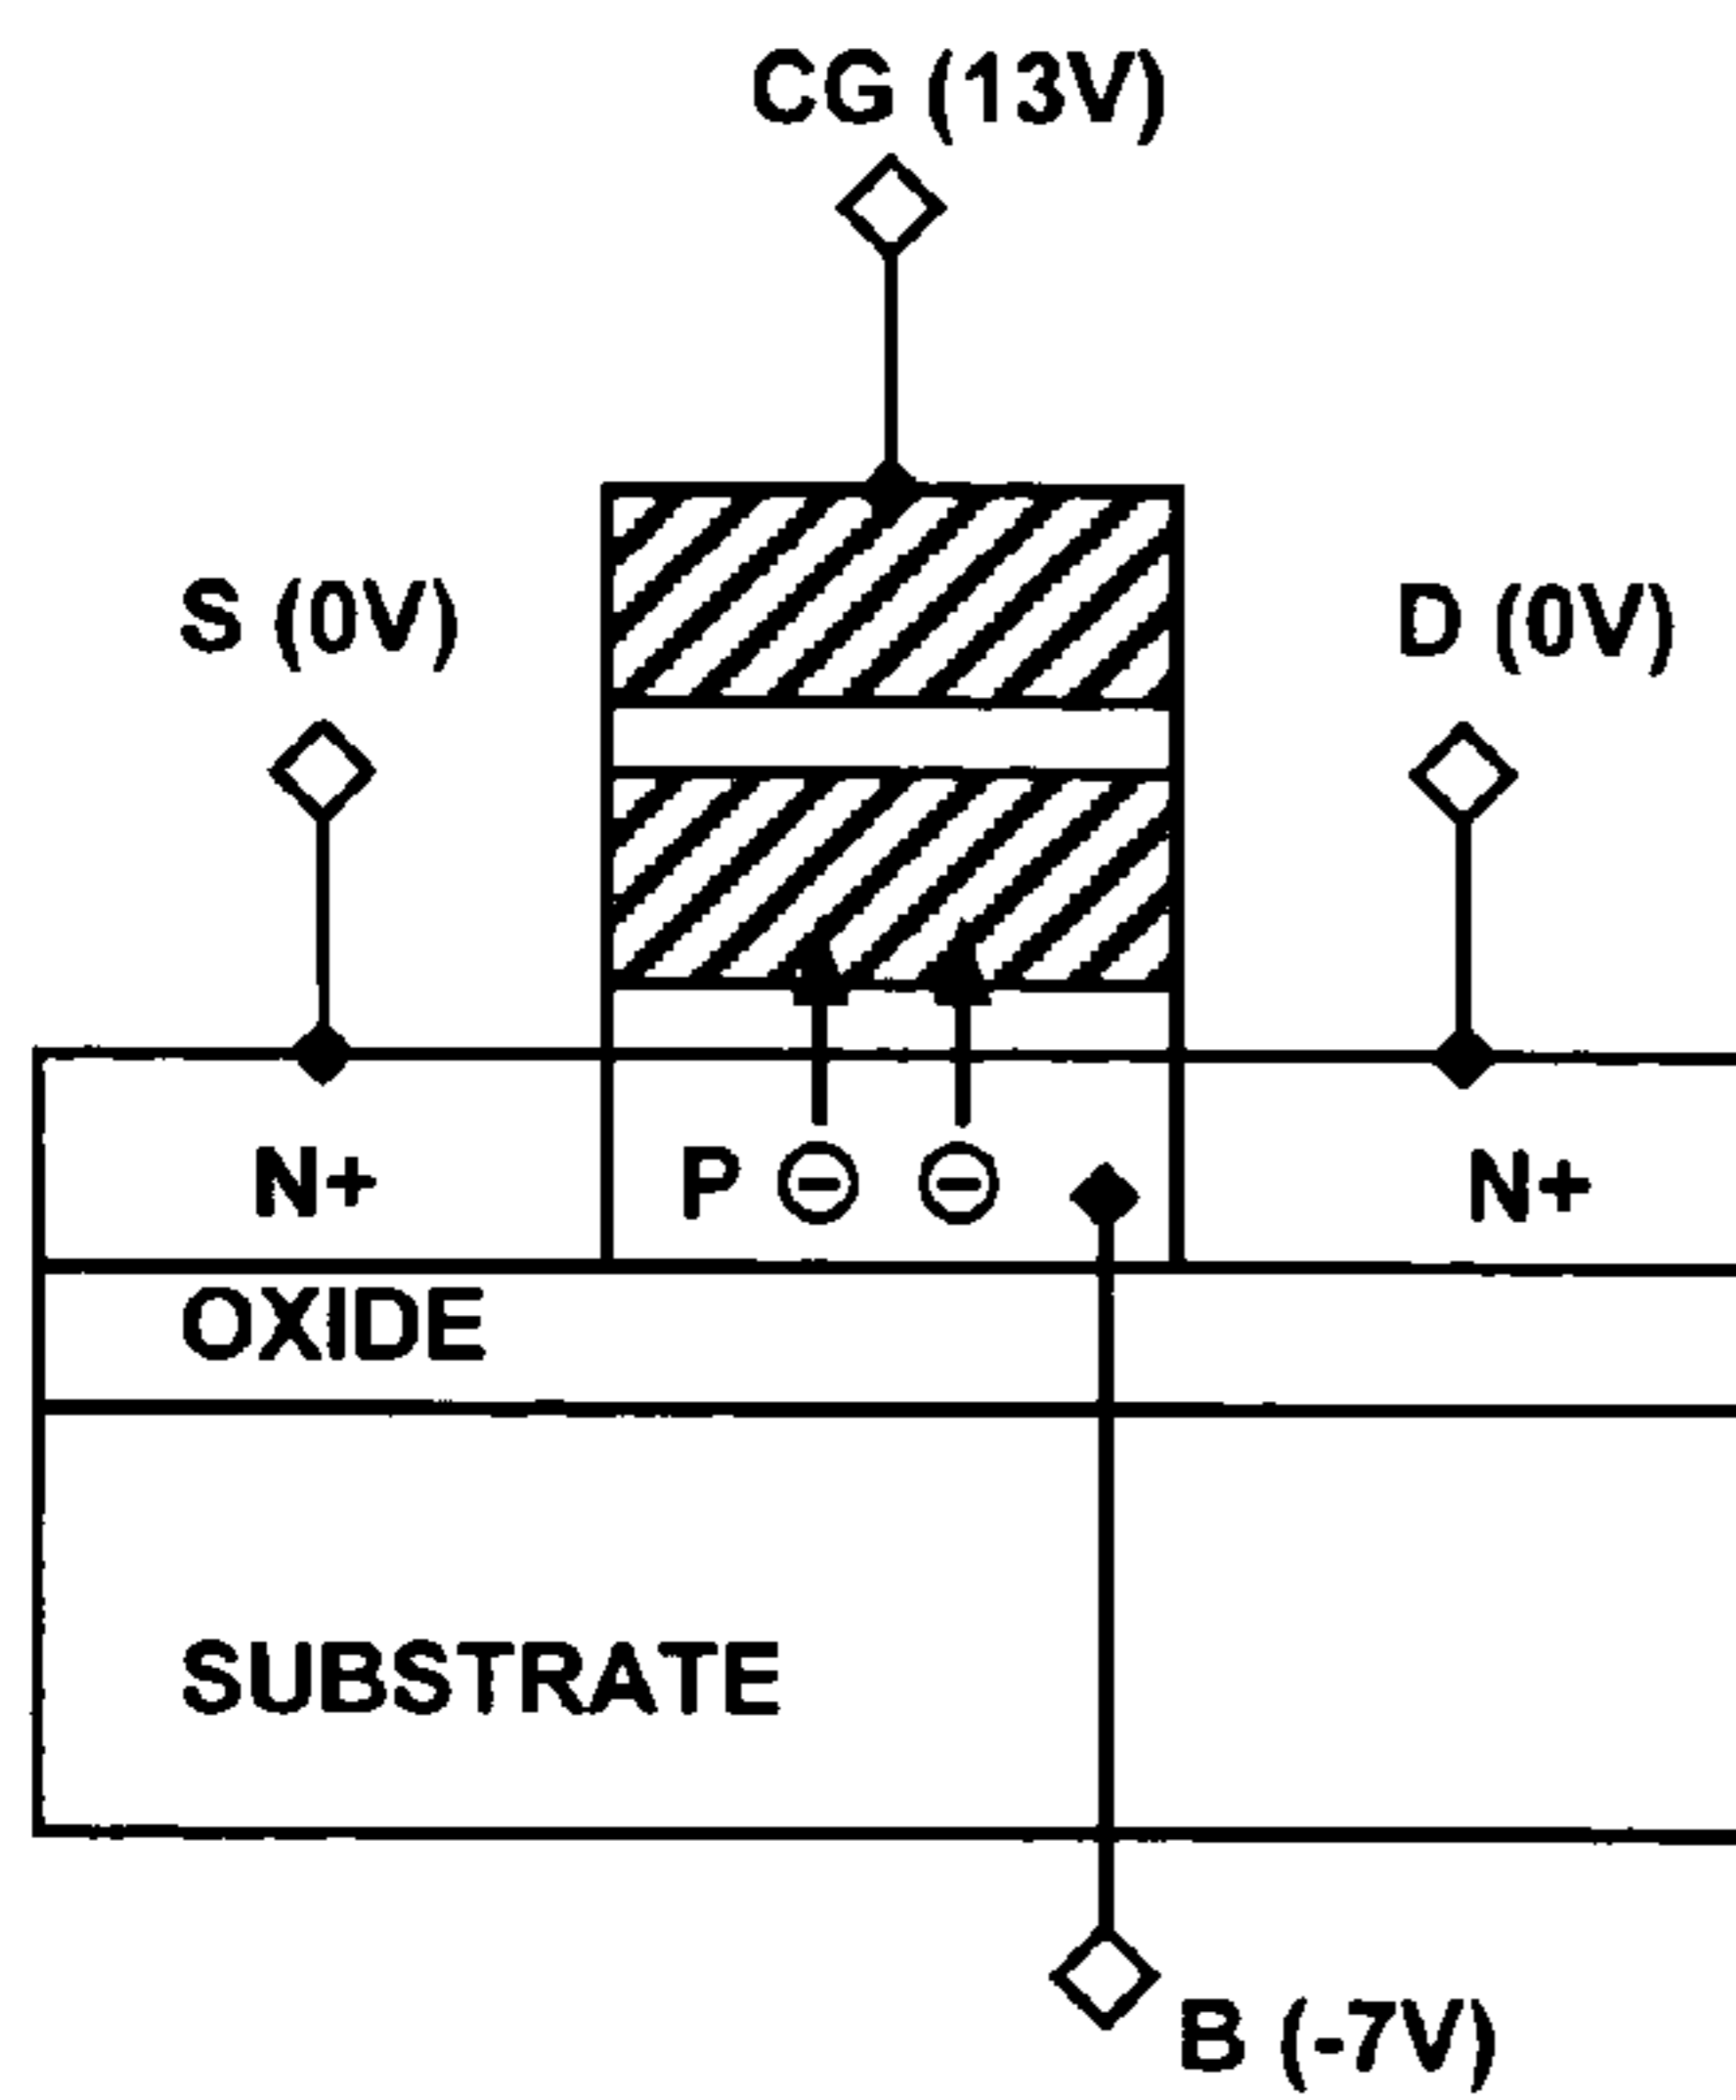 CG (13V)
S (0V)
D (0V)
N+
P ⊖ ⊖
N+
OXIDE
SUBSTRATE
B (-7V)